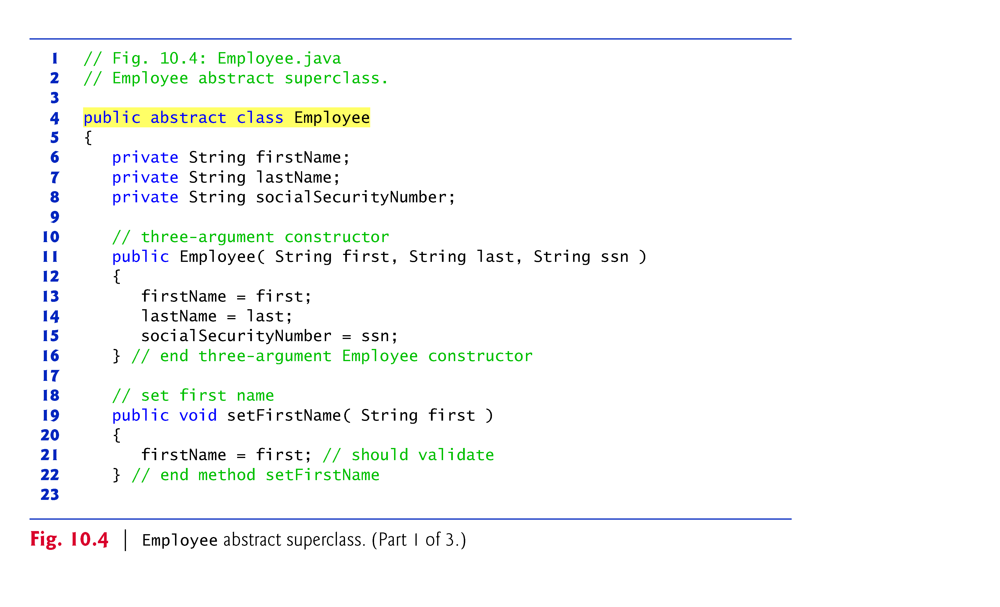 1 // Fig. 10.4: Employee.java
2 // Employee abstract superclass.
3
4 public abstract class Employee
5 {
6 private String firstName;
7 private String lastName;
8 private String socialSecurityNumber;
9
10 // three-argument constructor
11 public Employee( String first, String last, String ssn )
12 {
13 firstName = first;
14 lastName = last;
15 socialSecurityNumber = ssn;
16 } // end three-argument Employee constructor
17
18 // set first name
19 public void setFirstName( String first )
20 {
21 firstName = first; // should validate
22 } // end method setFirstName
23
Fig. 10.4 | Employee abstract superclass. (Part 1 of 3.)